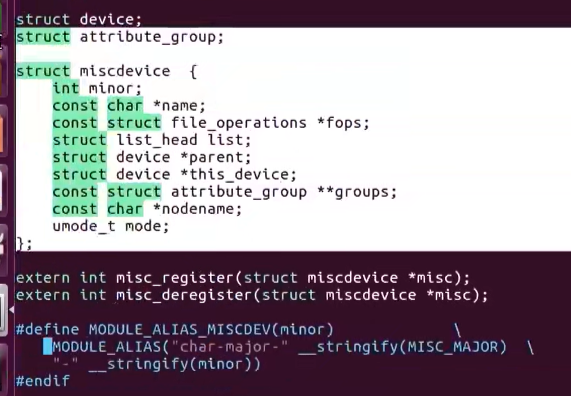 struct device;
struct attribute_group;

struct miscdevice  {
    int minor;
    const char *name;
    const struct file_operations *fops;
    struct list_head list;
    struct device *parent;
    struct device *this_device;
    const struct attribute_group **groups;
    const char *nodename;
    umode_t mode;
};

extern int misc_register(struct miscdevice *misc);
extern int misc_deregister(struct miscdevice *misc);

#define MODULE_ALIAS_MISCDEV(minor)             \
    MODULE_ALIAS("char-major-" __stringify(MISC_MAJOR)  \
    "-" __stringify(minor))
#endif